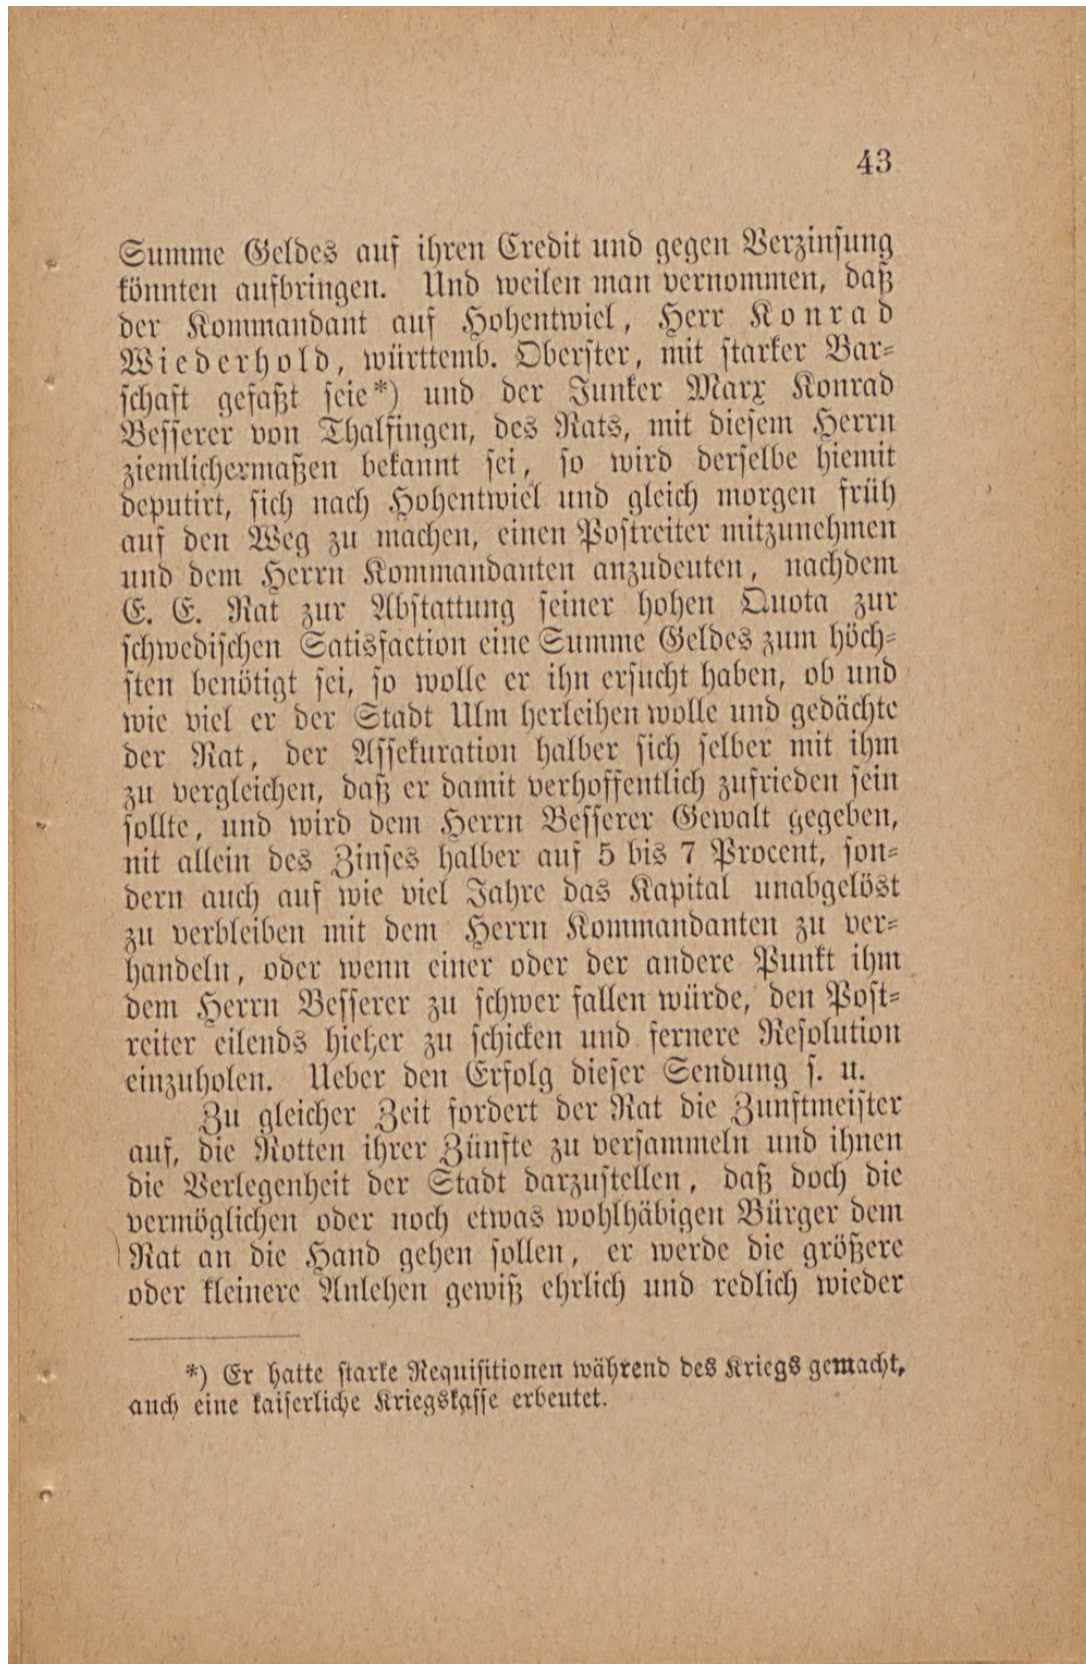 43
Summe Geldes auf ihren Credit und gegen Verzinsung
könnten aufbringen. Und weilen man vernommen, daß
der Kommandant auf Hohentwiel, Herr Konrad
Wiederhold, württemb. Oberster, mit starker Bar-
schaft gefaßt seie*) und der Junker Marx Konrad
Besserer von Thalfingen, des Rats, mit diesem Herrn
ziemlichermaßen bekannt sei, so wird derselbe hiemit
deputirt, sich nach Hohentwiel und gleich morgen früh
auf den Weg zu machen, einen Postreiter mitzunehmen
und dem Herrn Kommandanten anzudeuten, nachdem
E. E. Rat zur Abstattung seiner hohen Quota zur
schwedischen Satisfaction eine Summe Geldes zum höch-
sten benötigt sei, so wolle er ihn ersucht haben, ob und
wie viel er der Stadt Ulm herleihen wolle und gedächte
der Rat, der Assekuration halber sich selber mit ihm
zu vergleichen, daß er damit verhoffentlich zufrieden sein
sollte, und wird dem Herrn Besserer Gewalt gegeben,
nit allein des Zinses halber auf 5 bis 7 Procent, son-
dern auch auf wie viel Jahre das Kapital unabgelöst
zu verbleiben mit dem Herrn Kommandanten zu ver-
handeln, oder wenn einer oder der andere Punkt ihm
dem Herrn Besserer zu schwer fallen würde, den Post-
reiter eilends hieher zu schicken und fernere Resolution
einzuholen. Ueber den Erfolg dieser Sendung s. u.
Zu gleicher Zeit fordert der Rat die Zunftmeister
auf, die Rotten ihrer Zünfte zu versammeln und ihnen
die Verlegenheit der Stadt darzustellen, daß doch die
vermöglichen oder noch etwas wohlhäbigen Bürger dem
Rat an die Hand gehen sollen, er werde die größere
oder kleinere Anlehen gewiß ehrlich und redlich wieder
*) Er hatte starke Requisitionen während des Kriegs gemacht,
auch eine kaiserliche Kriegskasse erbeutet.